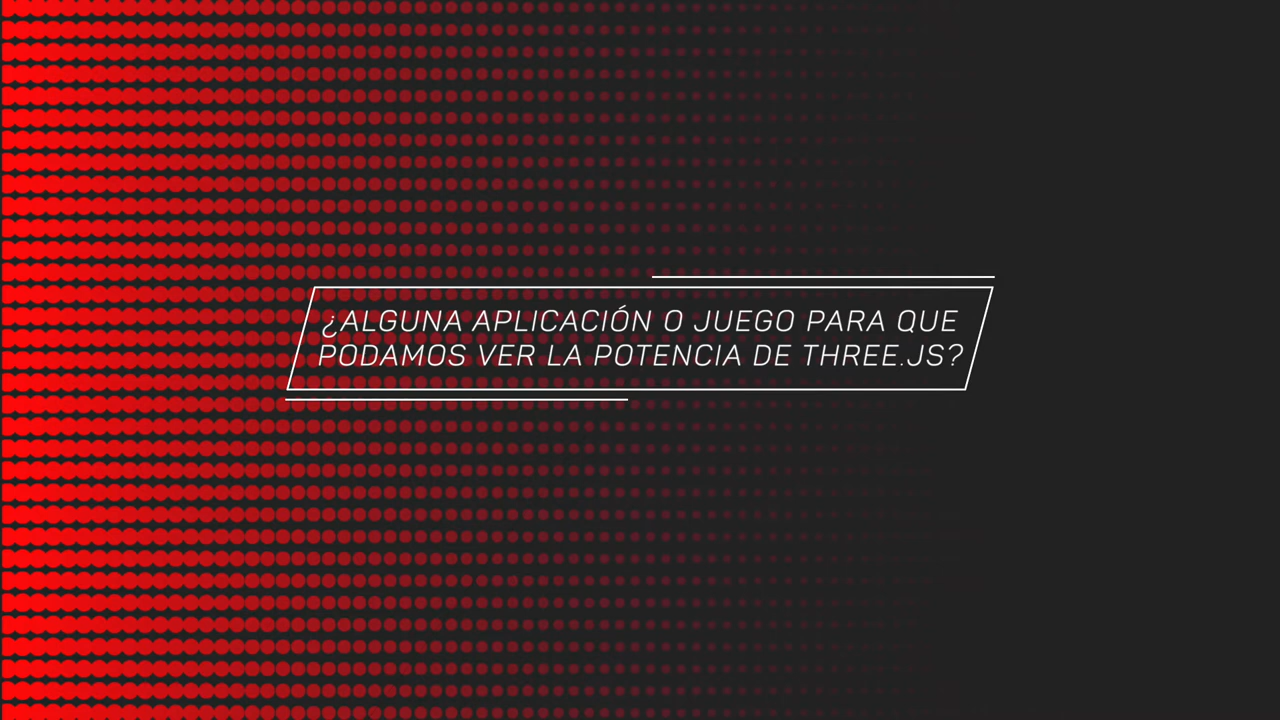 ¿ALGUNA APLICACIÓN O JUEGO PARA QUE
PODAMOS VER LA POTENCIA DE THREE.JS?